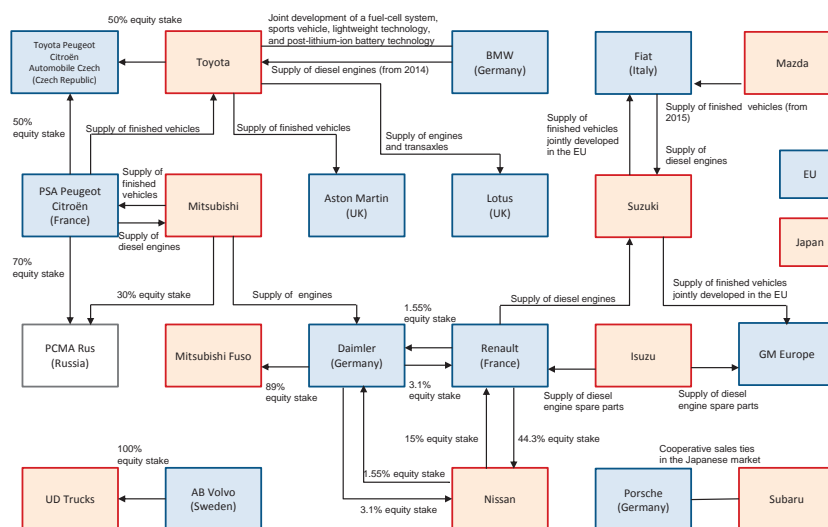 50% equity stake
Joint development of a fuel-cell system,
sports vehicle, lightweight technology,
and post-lithium-ion battery technology
Toyota Peugeot
Citroën
Automobile Czech
(Czech Republic)
Toyota
BMW
(Germany)
Fiat
(Italy)
Mazda
Supply of diesel engines (from 2014)
50%
equity stake
Supply of finished vehicles
Supply of finished vehicles
Supply of engines
and transaxles
Supply of
finished vehicles
jointly developed
in the EU
Supply of finished vehicles (from
2015)
Supply of
diesel engines
EU
PSA Peugeot
Citroën
(France)
Supply of
finished
vehicles
Mitsubishi
Aston Martin
(UK)
Lotus
(UK)
Suzuki
Supply of
diesel engines
Japan
70%
equity stake
30% equity stake
Supply of engines
1.55%
equity stake
Supply of diesel engines
Supply of finished vehicles
jointly developed in the EU
PCMA Rus
(Russia)
Mitsubishi Fuso
Daimler
(Germany)
Renault
(France)
Isuzu
GM Europe
89%
equity stake
3.1%
equity stake
Supply of diesel
engine spare parts
Supply of diesel
engine spare parts
15% equity stake
44.3% equity stake
100%
equity stake
1.55% equity stake
Cooperative sales ties
in the Japanese market
UD Trucks
AB Volvo
(Sweden)
Nissan
Porsche
(Germany)
Subaru
3.1% equity stake